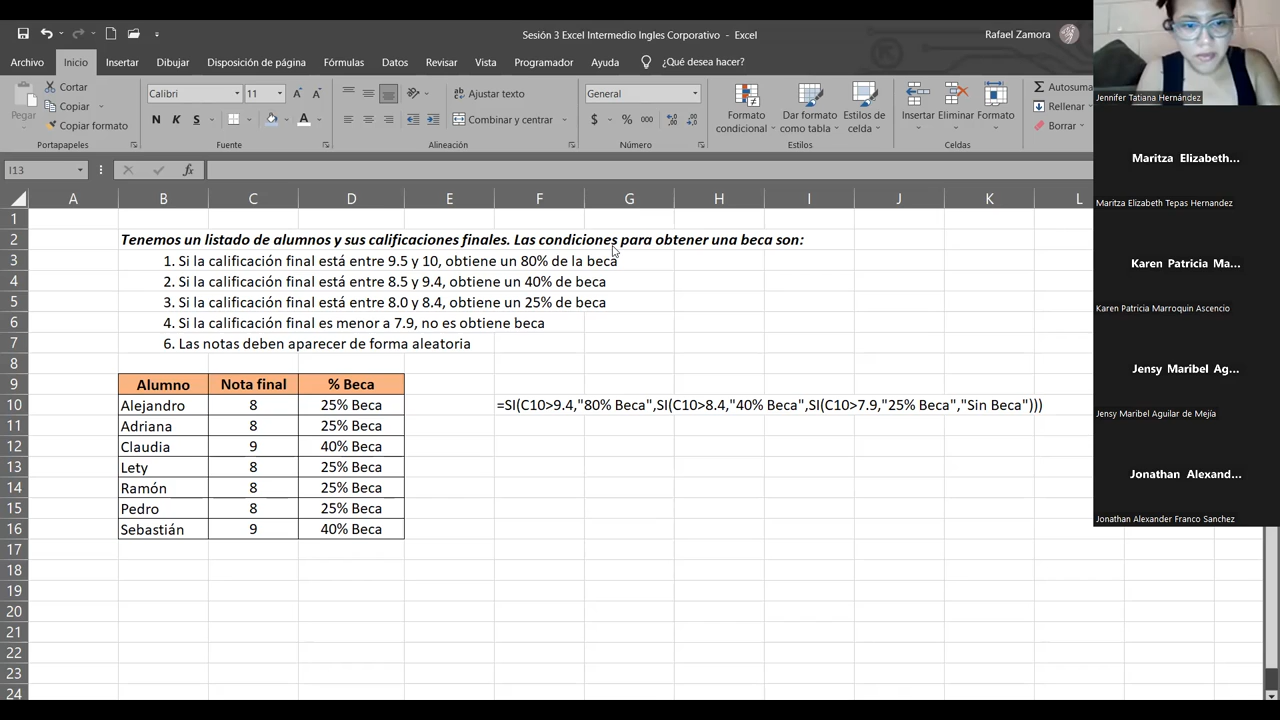 Sesión 3 Excel Intermedio Ingles Corporativo - Excel
Rafael Zamora
Archivo
Inicio
Insertar
Dibujar
Disposición de página
Fórmulas
Datos
Revisar
Vista
Programador
Ayuda
¿Qué desea hacer?
Pegar
Cortar
Copiar
Copiar formato
Portapapeles
Calibri
11
N K S
Fuente
Ajustar texto
Combinar y centrar
Alineación
General
$ % 000
Número
Formato condicional
Dar formato como tabla
Estilos de celda
Estilos
Insertar
Eliminar
Formato
Celdas
Autosuma
Rellenar
Borrar
I13
fx
A B C D E F G H I J K L
1
2 Tenemos un listado de alumnos y sus calificaciones finales. Las condiciones para obtener una beca son:
3 1. Si la calificación final está entre 9.5 y 10, obtiene un 80% de la beca
4 2. Si la calificación final está entre 8.5 y 9.4, obtiene un 40% de beca
5 3. Si la calificación final está entre 8.0 y 8.4, obtiene un 25% de beca
6 4. Si la calificación final es menor a 7.9, no es obtiene beca
7 6. Las notas deben aparecer de forma aleatoria
8
9 Alumno Nota final % Beca
10 Alejandro 8 25% Beca =SI(C10>9.4,"80% Beca",SI(C10>8.4,"40% Beca",SI(C10>7.9,"25% Beca","Sin Beca")))
11 Adriana 8 25% Beca
12 Claudia 9 40% Beca
13 Lety 8 25% Beca
14 Ramón 8 25% Beca
15 Pedro 8 25% Beca
16 Sebastián 9 40% Beca
17
18
19
20
21
22
23
24
Jennifer Tatiana Hernández
Maritza Elizabeth...
Maritza Elizabeth Tepas Hernandez
Karen Patricia Ma...
Karen Patricia Marroquin Ascencio
Jensy Maribel Ag...
Jensy Maribel Aguilar de Mejía
Jonathan Alexand...
Jonathan Alexander Franco Sanchez